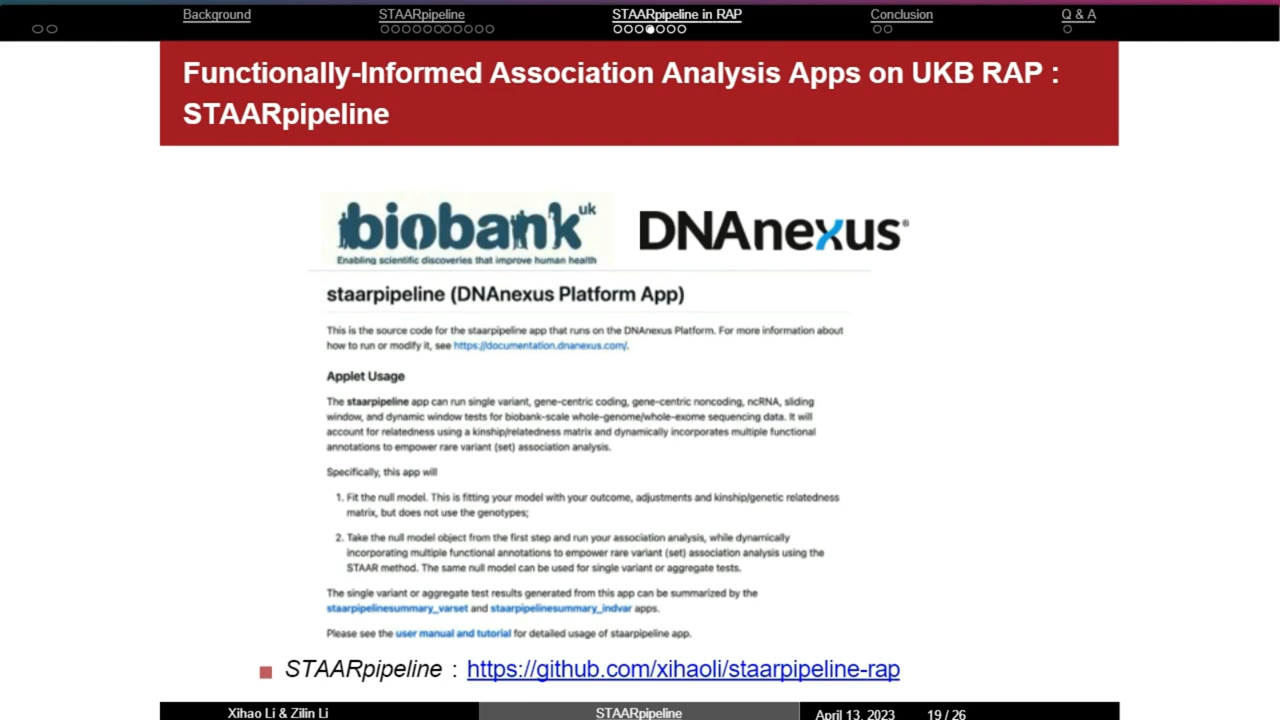 Background
STAARpipeline
STAARpipeline in RAP
Conclusion
Q & A
Functionally-Informed Association Analysis Apps on UKB RAP :
STAARpipeline
biobank uk
Enabling scientific discoveries that improve human health
DNAnexus®
staarpipeline (DNAnexus Platform App)
This is the source code for the staarpipeline app that runs on the DNAnexus Platform. For more information about
how to run or modify it, see https://documentation.dnanexus.com/.
Applet Usage
The staarpipeline app can run single variant, gene-centric coding, gene-centric noncoding, ncRNA, sliding
window, and dynamic window tests for biobank-scale whole-genome/whole-exome sequencing data. It will
account for relatedness using a kinship/relatedness matrix and dynamically incorporates multiple functional
annotations to empower rare variant (set) association analysis.
Specifically, this app will
1. Fit the null model. This is fitting your model with your outcome, adjustments and kinship/genetic relatedness
matrix, but does not use the genotypes;
2. Take the null model object from the first step and run your association analysis, while dynamically
incorporating multiple functional annotations to empower rare variant (set) association analysis using the
STAAR method. The same null model can be used for single variant or aggregate tests.
The single variant or aggregate test results generated from this app can be summarized by the
staarpipelinesummary_varset and staarpipelinesummary_indvar apps.
Please see the user manual and tutorial for detailed usage of staarpipeline app.
STAARpipeline : https://github.com/xihaoli/staarpipeline-rap
Xihao Li & Zilin Li
STAARpipeline
April 13, 2023 19 / 26